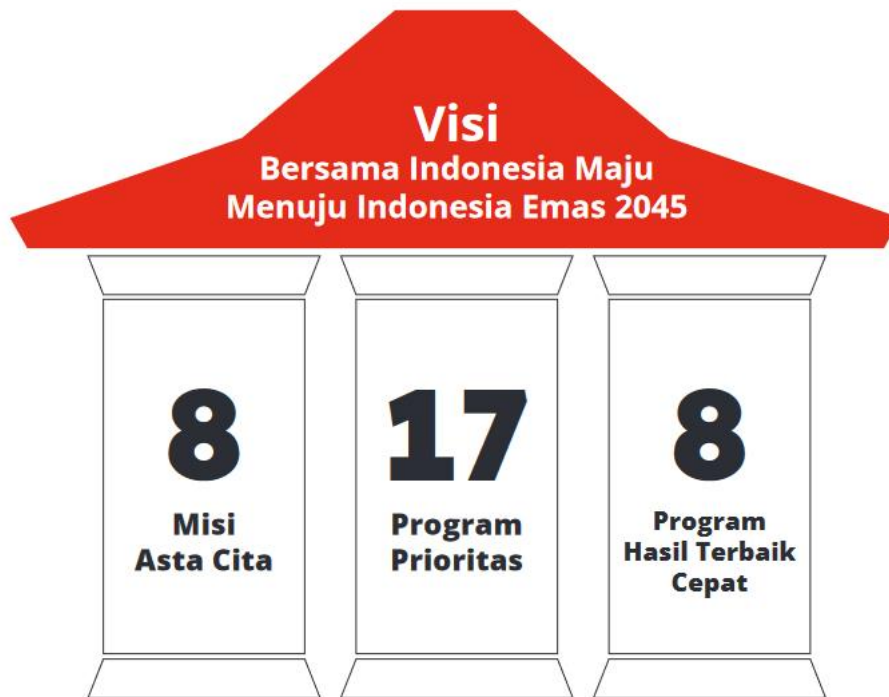 Visi
Bersama Indonesia Maju
Menuju Indonesia Emas 2045
8
Misi
Asta Cita
17
Program
Prioritas
8
Program
Hasil Terbaik
Cepat